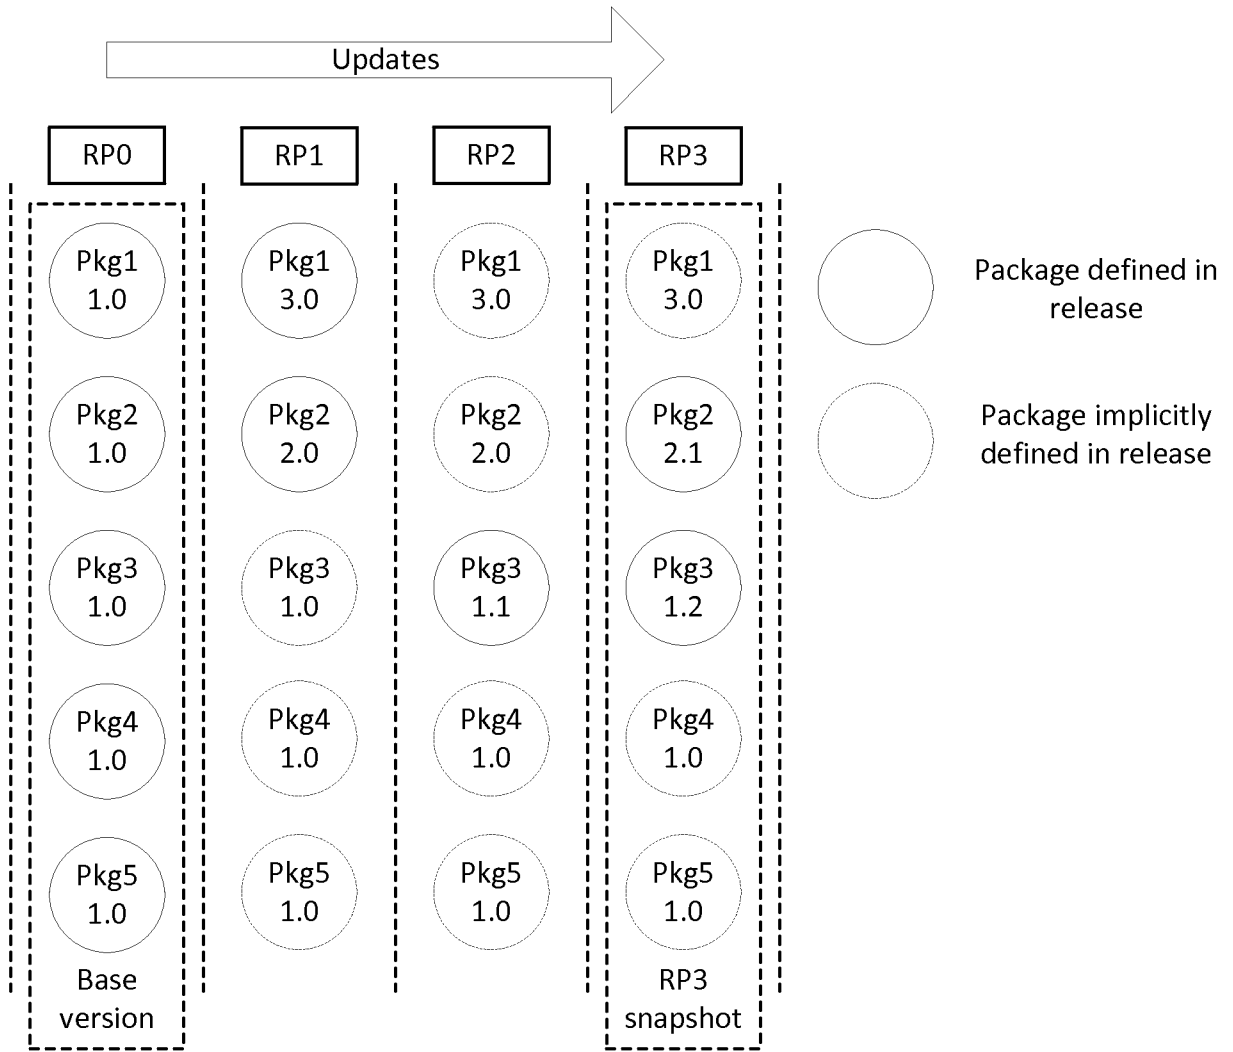 Updates
RP0
RP1
RP2
RP3
Pkg1
1.0
Pkg1
3.0
Pkg1
3.0
Pkg1
3.0
Package defined in
release
Pkg2
1.0
Pkg2
2.0
Pkg2
2.0
Pkg2
2.1
Package implicitly
defined in release
Pkg3
1.0
Pkg3
1.0
Pkg3
1.1
Pkg3
1.2
Pkg4
1.0
Pkg4
1.0
Pkg4
1.0
Pkg4
1.0
Pkg5
1.0
Pkg5
1.0
Pkg5
1.0
Pkg5
1.0
Base
version
RP3
snapshot